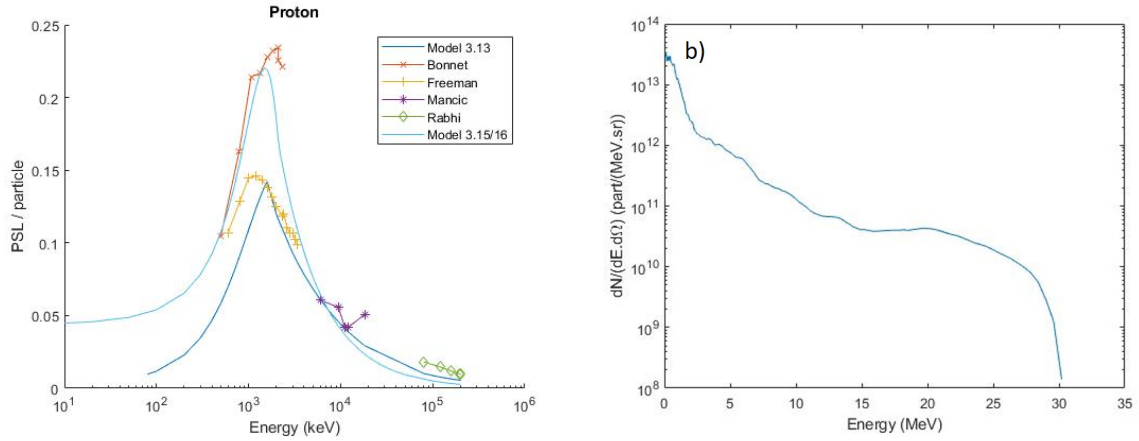 Proton
0.25
0.2
0.15
0.1
0.05
0
PSL / particle
10^1 10^2 10^3 10^4 10^5 10^6
Energy (keV)
Model 3.13
Bonnet
Freeman
Mancic
Rabhi
Model 3.15/16
b)
10^14
10^13
10^12
10^11
10^10
10^9
10^8
dN/(dE.dΩ) (part/(MeV.sr))
0 5 10 15 20 25 30 35
Energy (MeV)